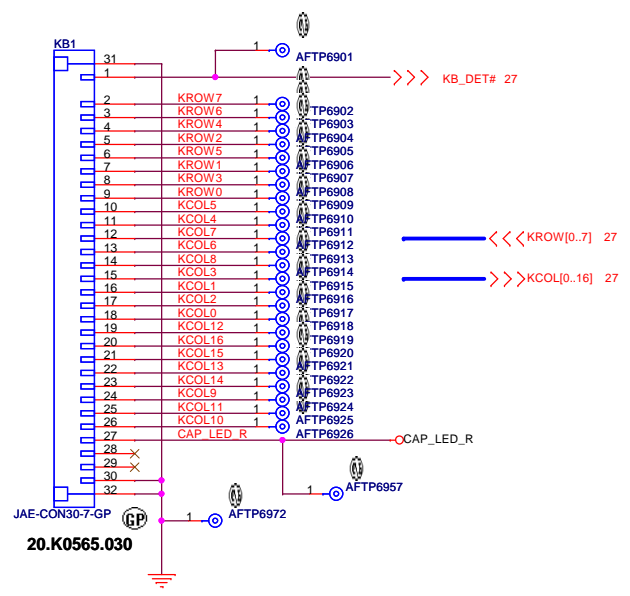 KB1
31
1 AFTP6901
1 KB_DET# 27
2 KROW7 1
3 KROW6 1 TP6902
4 KROW4 1 TP6903
5 KROW2 1 AFTP6904
6 KROW5 1 TP6905
7 KROW1 1 AFTP6906
8 KROW3 1 TP6907
9 KROW0 1 AFTP6908
10 KCOL5 1 TP6909
11 KCOL4 1 AFTP6910
12 KCOL7 1 TP6911 KROW[0..7] 27
13 KCOL6 1 AFTP6912
14 KCOL8 1 TP6913
15 KCOL3 1 AFTP6914 KCOL[0..16] 27
16 KCOL1 1 TP6915
17 KCOL2 1 AFTP6916
18 KCOL0 1 TP6917
19 KCOL12 1 AFTP6918
20 KCOL16 1 TP6919
21 KCOL15 1 TP6920
22 KCOL13 1 AFTP6921
23 KCOL14 1 TP6922
24 KCOL9 1 AFTP6923
25 KCOL11 1 AFTP6924
26 KCOL10 1 AFTP6925
27 CAP_LED_R AFTP6926 CAP_LED_R
28
29
30
32 1 AFTP6957
JAE-CON30-7-GP GP 1 AFTP6972
20.K0565.030